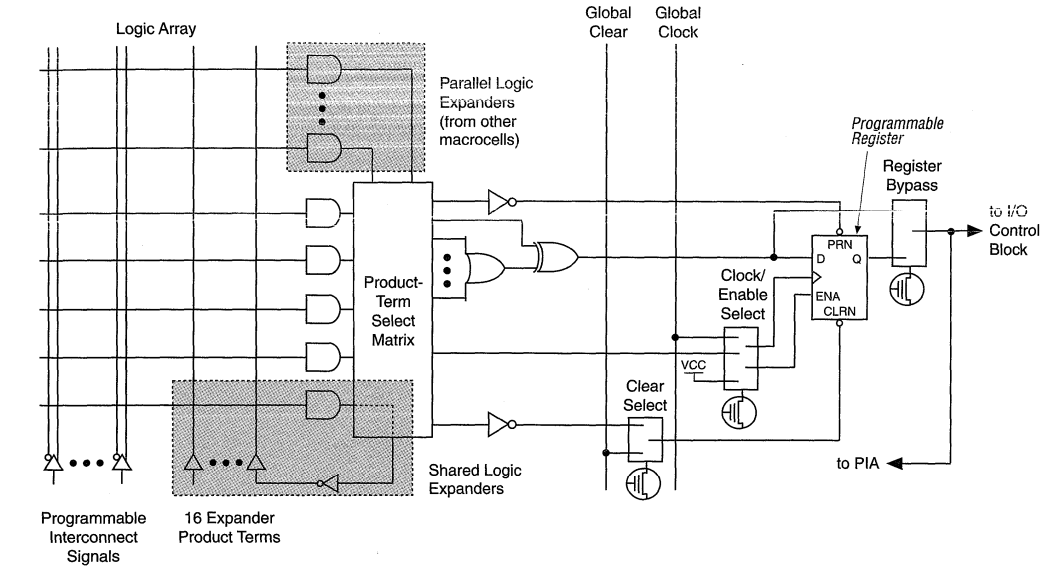 Logic Array
Global
Clear
Global
Clock
Parallel Logic
Expanders
(from other
macrocells)
Programmable
Register
Register
Bypass
to I/O
Control
Block
PRN
D
Q
ENA
CLRN
Clock/
Enable
Select
Product-
Term
Select
Matrix
VCC
Clear
Select
to PIA
Shared Logic
Expanders
Programmable
Interconnect
Signals
16 Expander
Product Terms